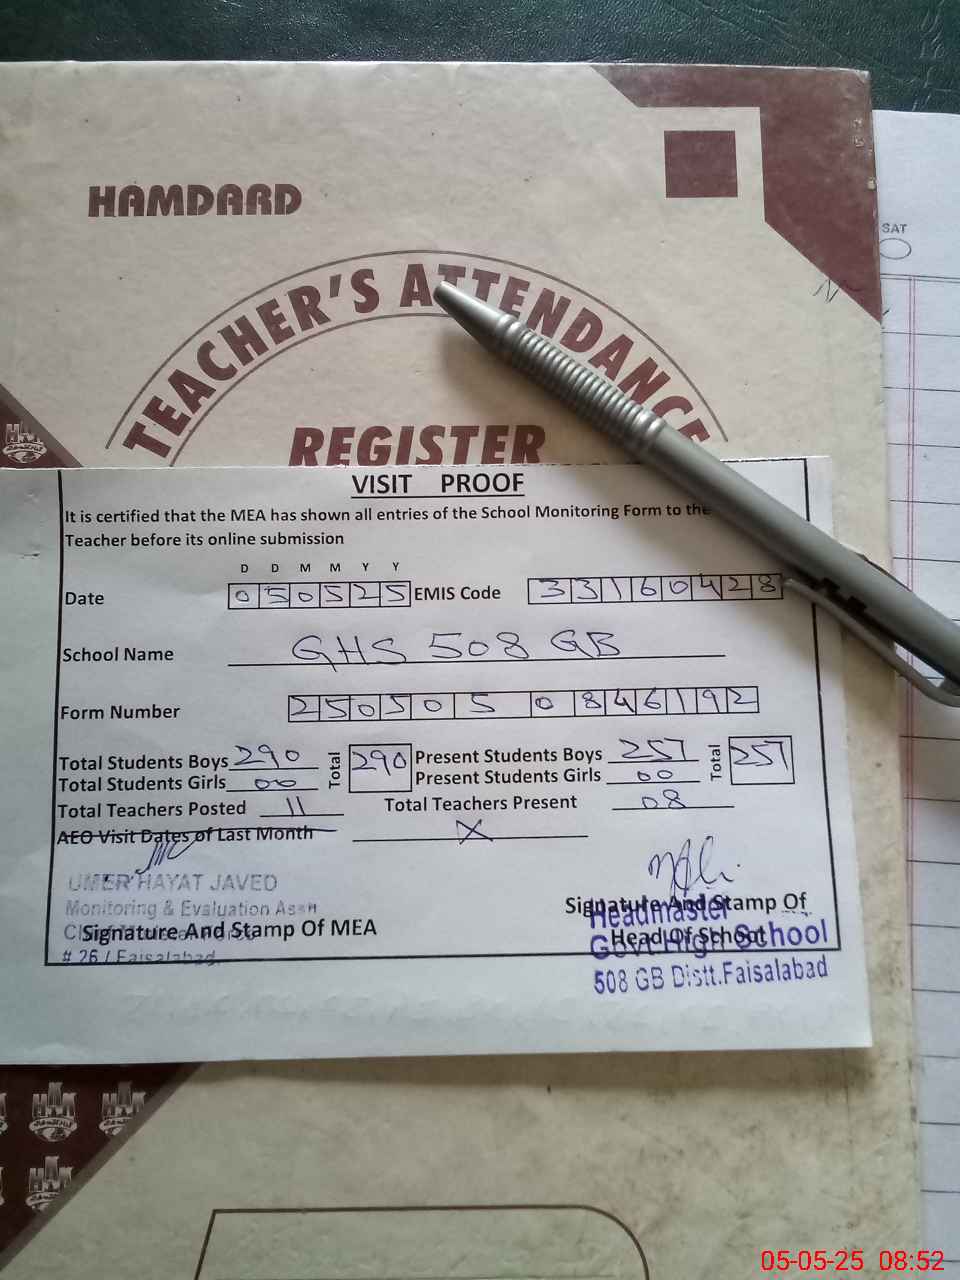 HAMDARD
SAT
TEACHER'S ATTENDANCE
REGISTER
VISIT PROOF
It is certified that the MEA has shown all entries of the School Monitoring Form to the
Teacher before its online submission
D D M M Y Y
Date 050525 EMIS Code 33160428
School Name GHS 508 GB
Form Number 2505050846192
Total Students Boys 290 Total 290 Present Students Boys 257 Total 257
Total Students Girls 00 Present Students Girls 00
Total Teachers Posted 11 Total Teachers Present 08
AEO Visit Dates of Last Month X
UMER HAYAT JAVED
Monitoring & Evaluation Asstt
Signature And Stamp Of MEA
# 26 / Faisalabad
Signature And Stamp Of
Head Of School
Headmaster
Govt. High School
508 GB Distt. Faisalabad
05-05-25 08:52